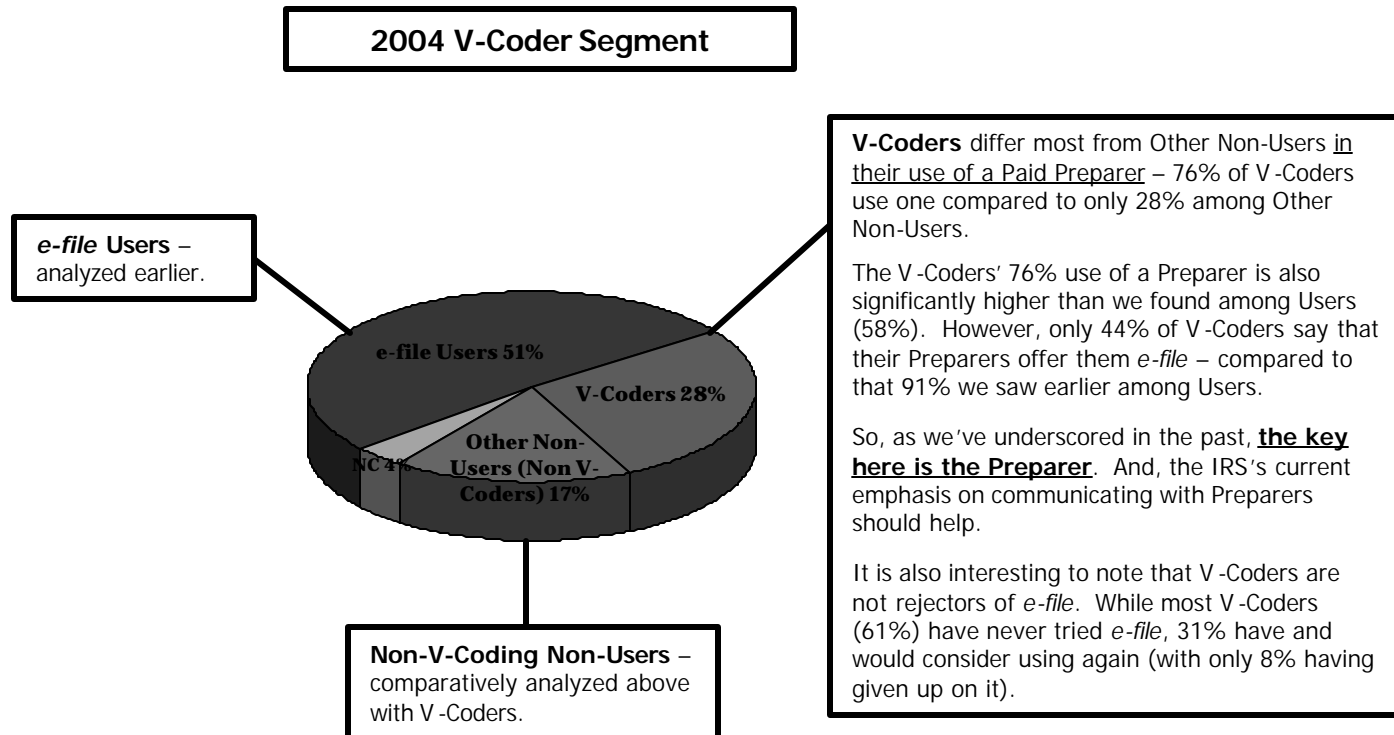 2004 V-Coder Segment
e-file Users –
analyzed earlier.
e-file Users 51%
V-Coders 28%
Other Non-
Users (Non V-
Coders) 17%
NC 4%
Non-V-Coding Non-Users –
comparatively analyzed above
with V-Coders.
V-Coders differ most from Other Non-Users in
their use of a Paid Preparer – 76% of V-Coders
use one compared to only 28% among Other
Non-Users.
The V-Coders' 76% use of a Preparer is also
significantly higher than we found among Users
(58%). However, only 44% of V-Coders say that
their Preparers offer them e-file – compared to
that 91% we saw earlier among Users.
So, as we've underscored in the past, the key
here is the Preparer. And, the IRS's current
emphasis on communicating with Preparers
should help.
It is also interesting to note that V-Coders are
not rejectors of e-file. While most V-Coders
(61%) have never tried e-file, 31% have and
would consider using again (with only 8% having
given up on it).